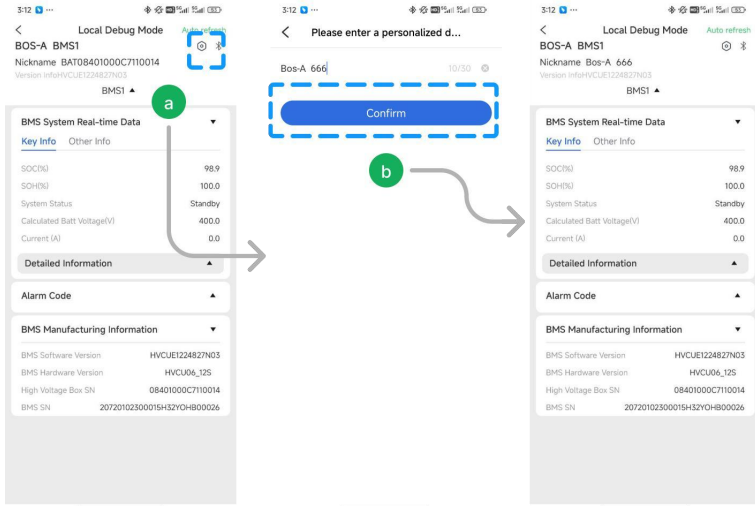 3:12
Local Debug Mode
Auto refresh
BOS-A BMS1
Nickname BAT08401000C7110014
Version infoHVCUE1224827N03
BMS1 ▲
a
BMS System Real-time Data ▼
Key Info Other Info
SOC(%) 98.9
SOH(%) 100.0
System Status Standby
Calculated Batt Voltage(V) 400.0
Current (A) 0.0
Detailed Information ▲
Alarm Code ▲
BMS Manufacturing Information ▼
BMS Software Version HVCUE1224827N03
BMS Hardware Version HVCU06_12S
High Voltage Box SN 08401000C7110014
BMS SN 20720102300015H32YOHB00026
3:12
Please enter a personalized d...
Bos-A 666 10/30
Confirm
b
3:12
Local Debug Mode
Auto refresh
BOS-A BMS1
Nickname Bos-A 666
Version infoHVCUE1224827N03
BMS1 ▲
BMS System Real-time Data ▼
Key Info Other Info
SOC(%) 98.9
SOH(%) 100.0
System Status Standby
Calculated Batt Voltage(V) 400.0
Current (A) 0.0
Detailed Information ▲
Alarm Code ▲
BMS Manufacturing Information ▼
BMS Software Version HVCUE1224827N03
BMS Hardware Version HVCU06_12S
High Voltage Box SN 08401000C7110014
BMS SN 20720102300015H32YOHB00026